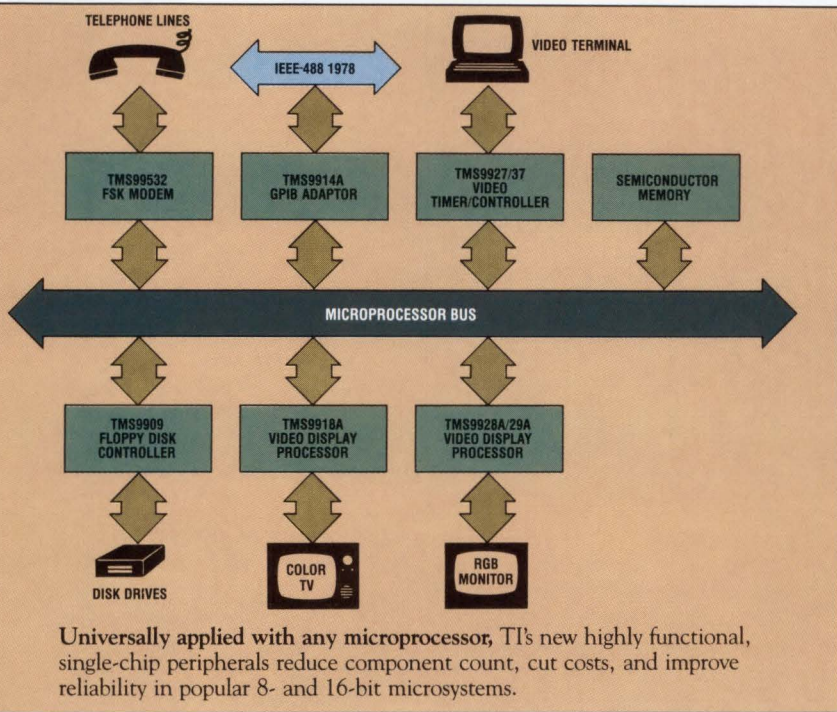 TELEPHONE LINES
IEEE-488 1978
VIDEO TERMINAL
TMS99532
FSK MODEM
TMS9914A
GPIB ADAPTOR
TMS9927/37
VIDEO
TIMER/CONTROLLER
SEMICONDUCTOR
MEMORY
MICROPROCESSOR BUS
TMS9909
FLOPPY DISK
CONTROLLER
TMS9918A
VIDEO DISPLAY
PROCESSOR
TMS9928A/29A
VIDEO DISPLAY
PROCESSOR
DISK DRIVES
COLOR
TV
RGB
MONITOR
Universally applied with any microprocessor, TI's new highly functional,
single-chip peripherals reduce component count, cut costs, and improve
reliability in popular 8- and 16-bit microsystems.